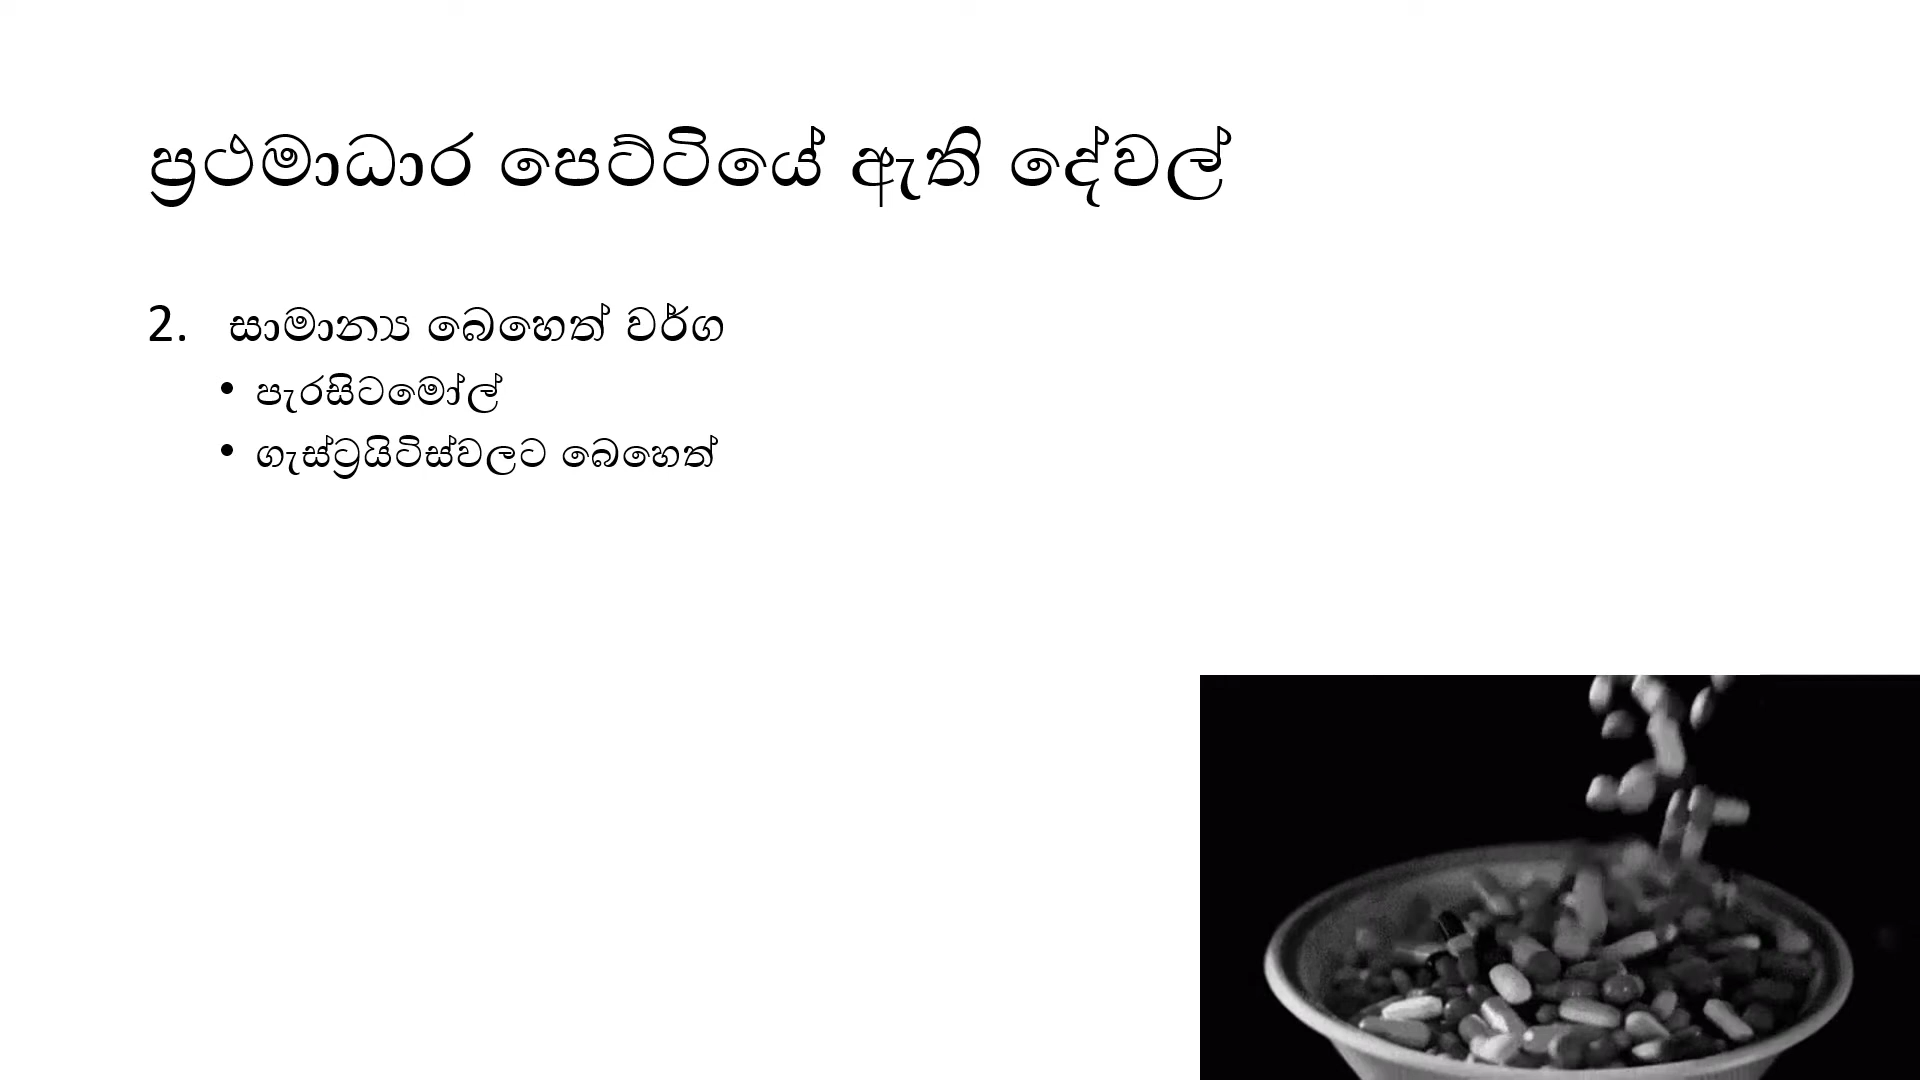 ප්‍රථමාධාර පෙට්ටියේ ඇති දේවල්
2. සාමාන්‍ය බෙහෙත් වර්ග
• පැරසිටමෝල්
• ගැස්ට්‍රයිටිස්වලට බෙහෙත්